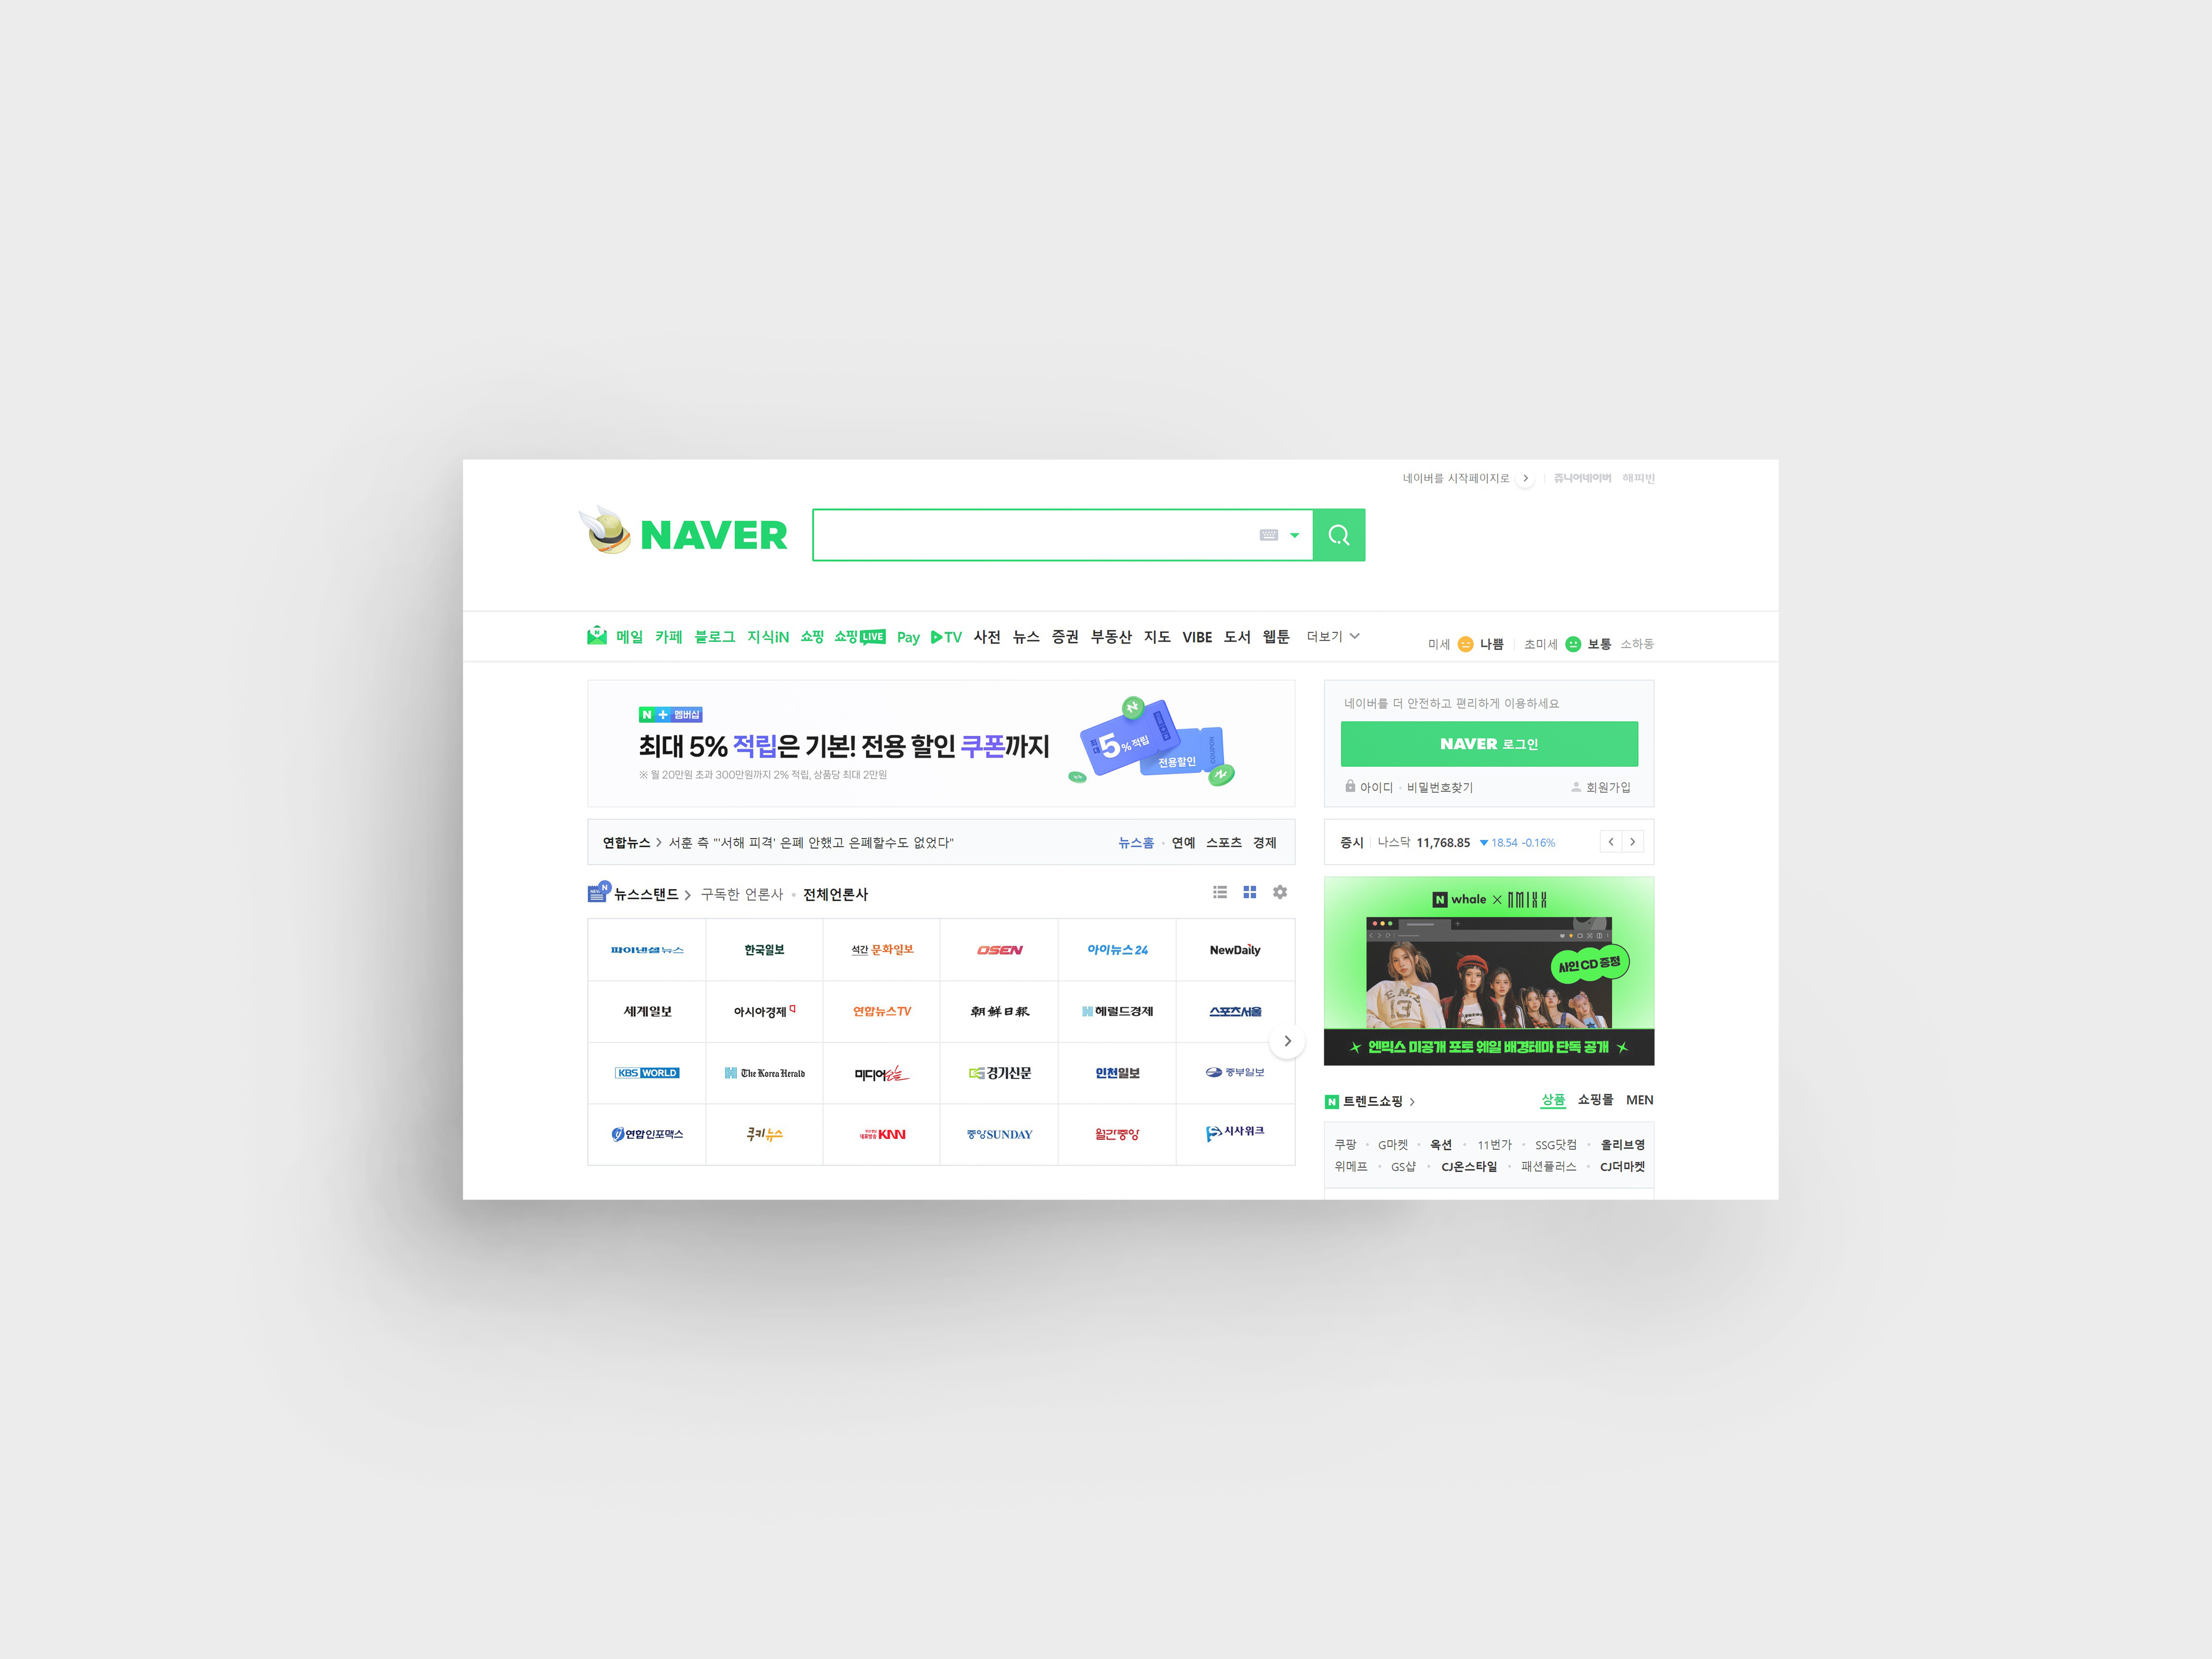 네이버를 시작페이지로 쥬니어네이버 해피빈
NAVER
메일 카페 블로그 지식iN 쇼핑 쇼핑LIVE Pay TV 사전 뉴스 증권 부동산 지도 VIBE 도서 웹툰 더보기
미세 나쁨 초미세 보통 소하동
N+ 멤버십
최대 5% 적립은 기본! 전용 할인 쿠폰까지
※ 월 20만원 초과 300만원까지 2% 적립, 상품당 최대 2만원
최대 5% 적립
전용할인 COUPON
네이버를 더 안전하고 편리하게 이용하세요
NAVER 로그인
아이디 · 비밀번호찾기 회원가입
연합뉴스 > 서훈 측 "'서해 피격' 은폐 안했고 은폐할수도 없었다"
뉴스홈 · 연예 스포츠 경제
증시 나스닥 11,768.85 ▼ 18.54 -0.16%
뉴스스탠드 > 구독한 언론사 · 전체언론사
파이낸셜뉴스 한국일보 석간 문화일보 OSEN 아이뉴스24 NewDaily
세계일보 아시아경제 연합뉴스TV 朝鮮日報 헤럴드경제 스포츠서울
KBS WORLD The Korea Herald 미디어오늘 경기신문 인천일보 중부일보
연합인포맥스 쿠키뉴스 KNN 중앙SUNDAY 월간중앙 시사위크
N whale × NMIXX
사인 CD 증정
엔믹스 미공개 포토 웨일 배경테마 단독 공개
N 트렌드쇼핑 > 상품 쇼핑몰 MEN
쿠팡 · G마켓 · 옥션 · 11번가 · SSG닷컴 · 올리브영
위메프 · GS샵 · CJ온스타일 · 패션플러스 · CJ더마켓